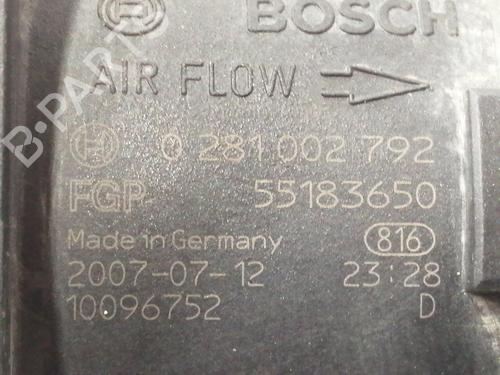 BOSCH
AIR FLOW
0 281 002 792
FGP 55183650
Made in Germany 816
2007-07-12 23:28
10096752 D
B-PARTS